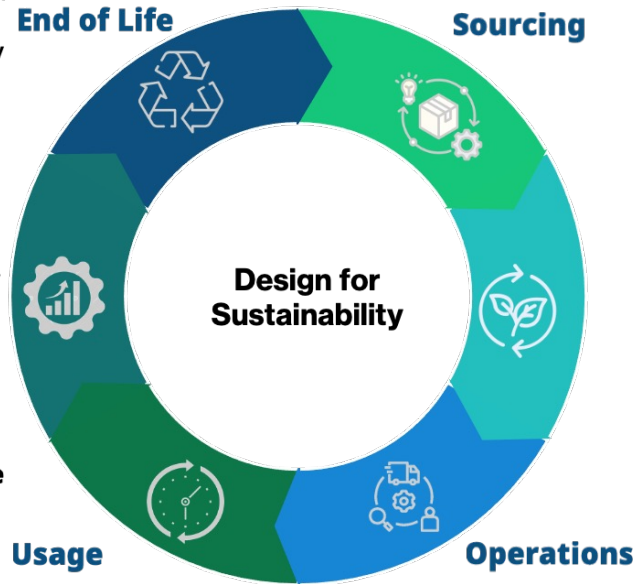 End of Life
Sourcing
Design for
Sustainability
Usage
Operations